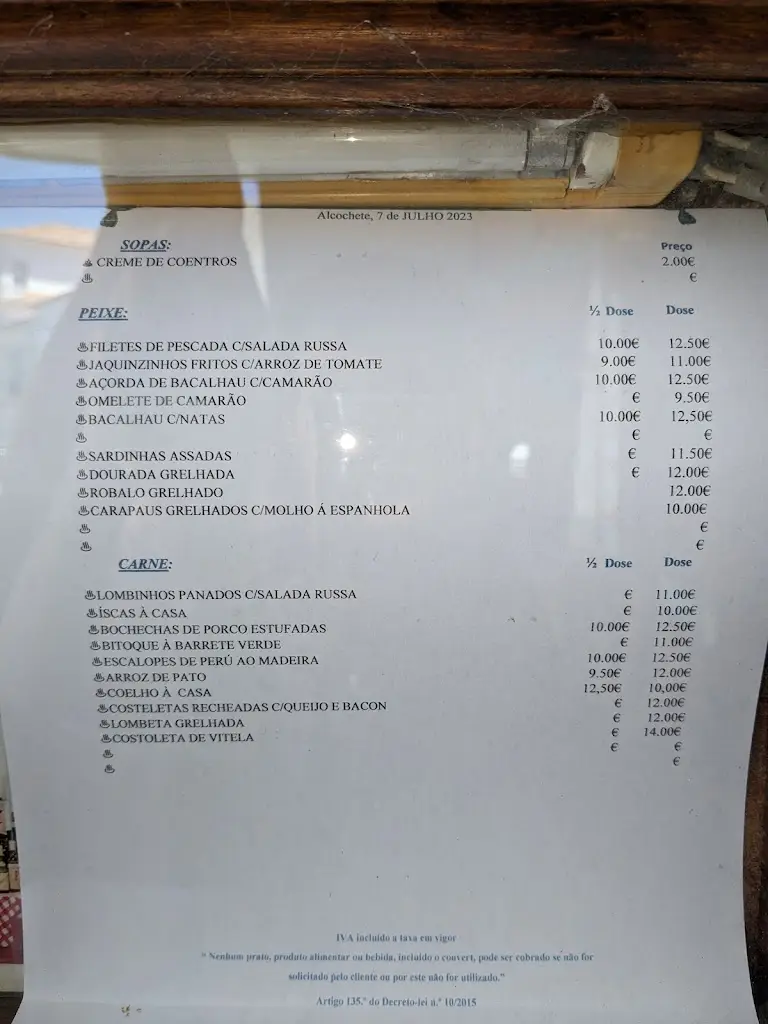 Alcochete, 7 de JULHO 2023
SOPAS: Preço
♨ CREME DE COENTROS 2.00€
♨ €
PEIXE: ½ Dose Dose
♨FILETES DE PESCADA C/SALADA RUSSA 10.00€ 12.50€
♨JAQUINZINHOS FRITOS C/ARROZ DE TOMATE 9.00€ 11.00€
♨AÇORDA DE BACALHAU C/CAMARÃO 10.00€ 12.50€
♨OMELETE DE CAMARÃO € 9.50€
♨BACALHAU C/NATAS 10.00€ 12,50€
♨ € €
♨SARDINHAS ASSADAS € 11.50€
♨DOURADA GRELHADA € 12.00€
♨ROBALO GRELHADO 12.00€
♨CARAPAUS GRELHADOS C/MOLHO Á ESPANHOLA 10.00€
♨ €
♨ €
CARNE: ½ Dose Dose
♨LOMBINHOS PANADOS C/SALADA RUSSA € 11.00€
♨ÍSCAS À CASA € 10.00€
♨BOCHECHAS DE PORCO ESTUFADAS 10.00€ 12.50€
♨BITOQUE À BARRETE VERDE € 11.00€
♨ESCALOPES DE PERÚ AO MADEIRA 10.00€ 12.50€
♨ARROZ DE PATO 9.50€ 12.00€
♨COELHO À CASA 12,50€ 10,00€
♨COSTELETAS RECHEADAS C/QUEIJO E BACON € 12.00€
♨LOMBETA GRELHADA € 12.00€
♨COSTOLETA DE VITELA € 14.00€
♨ € €
♨ €
IVA incluído a taxa em vigor
" Nenhum prato, produto alimentar ou bebida, incluído o couvert, pode ser cobrado se não for
solicitado pelo cliente ou por este não for utilizado."
Artigo 135.º do Decreto-lei n.º 10/2015